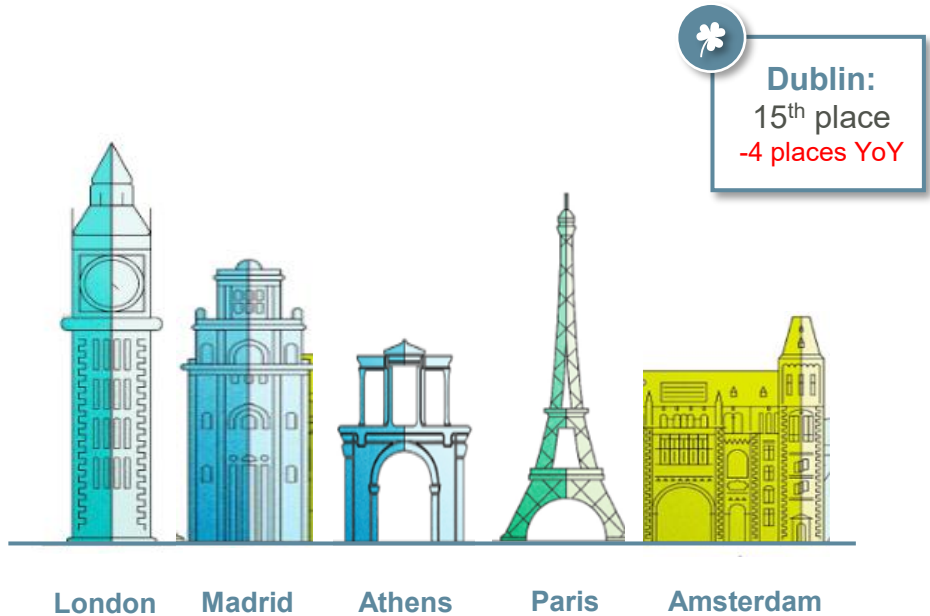 Dublin:
15th place
-4 places YoY
London
Madrid
Athens
Paris
Amsterdam